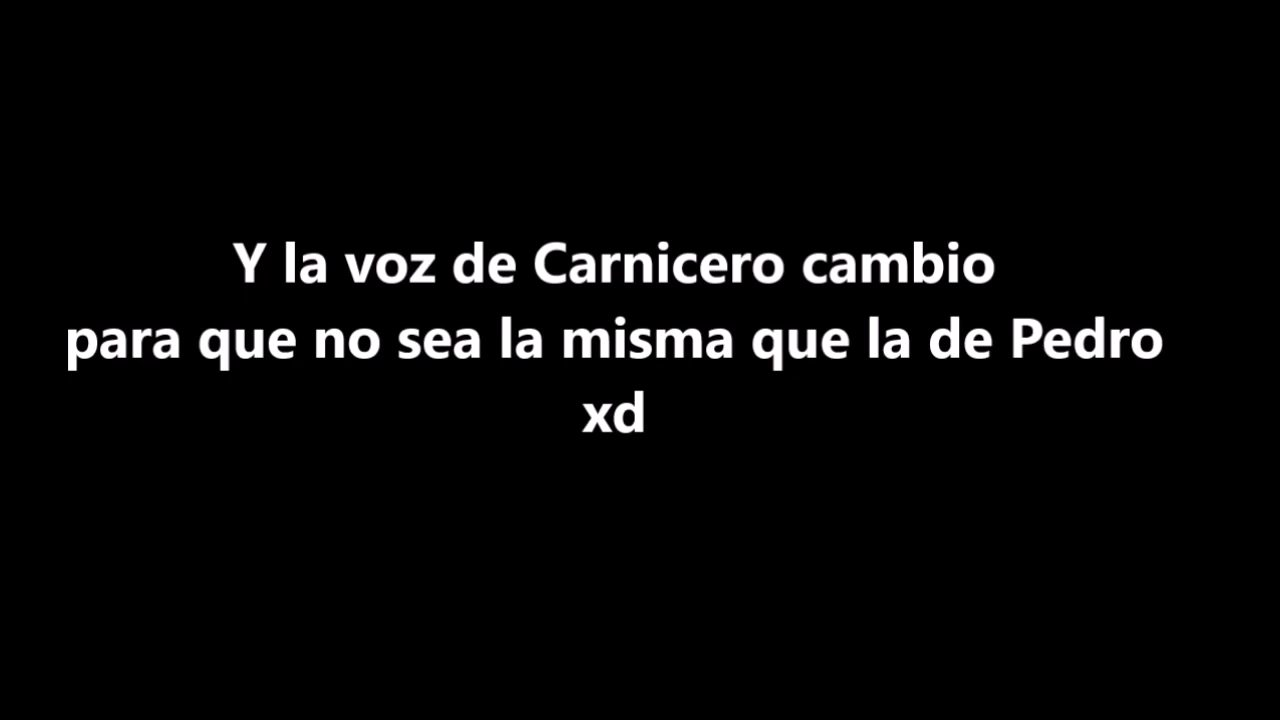 Y la voz de Carnicero cambio
para que no sea la misma que la de Pedro
xd